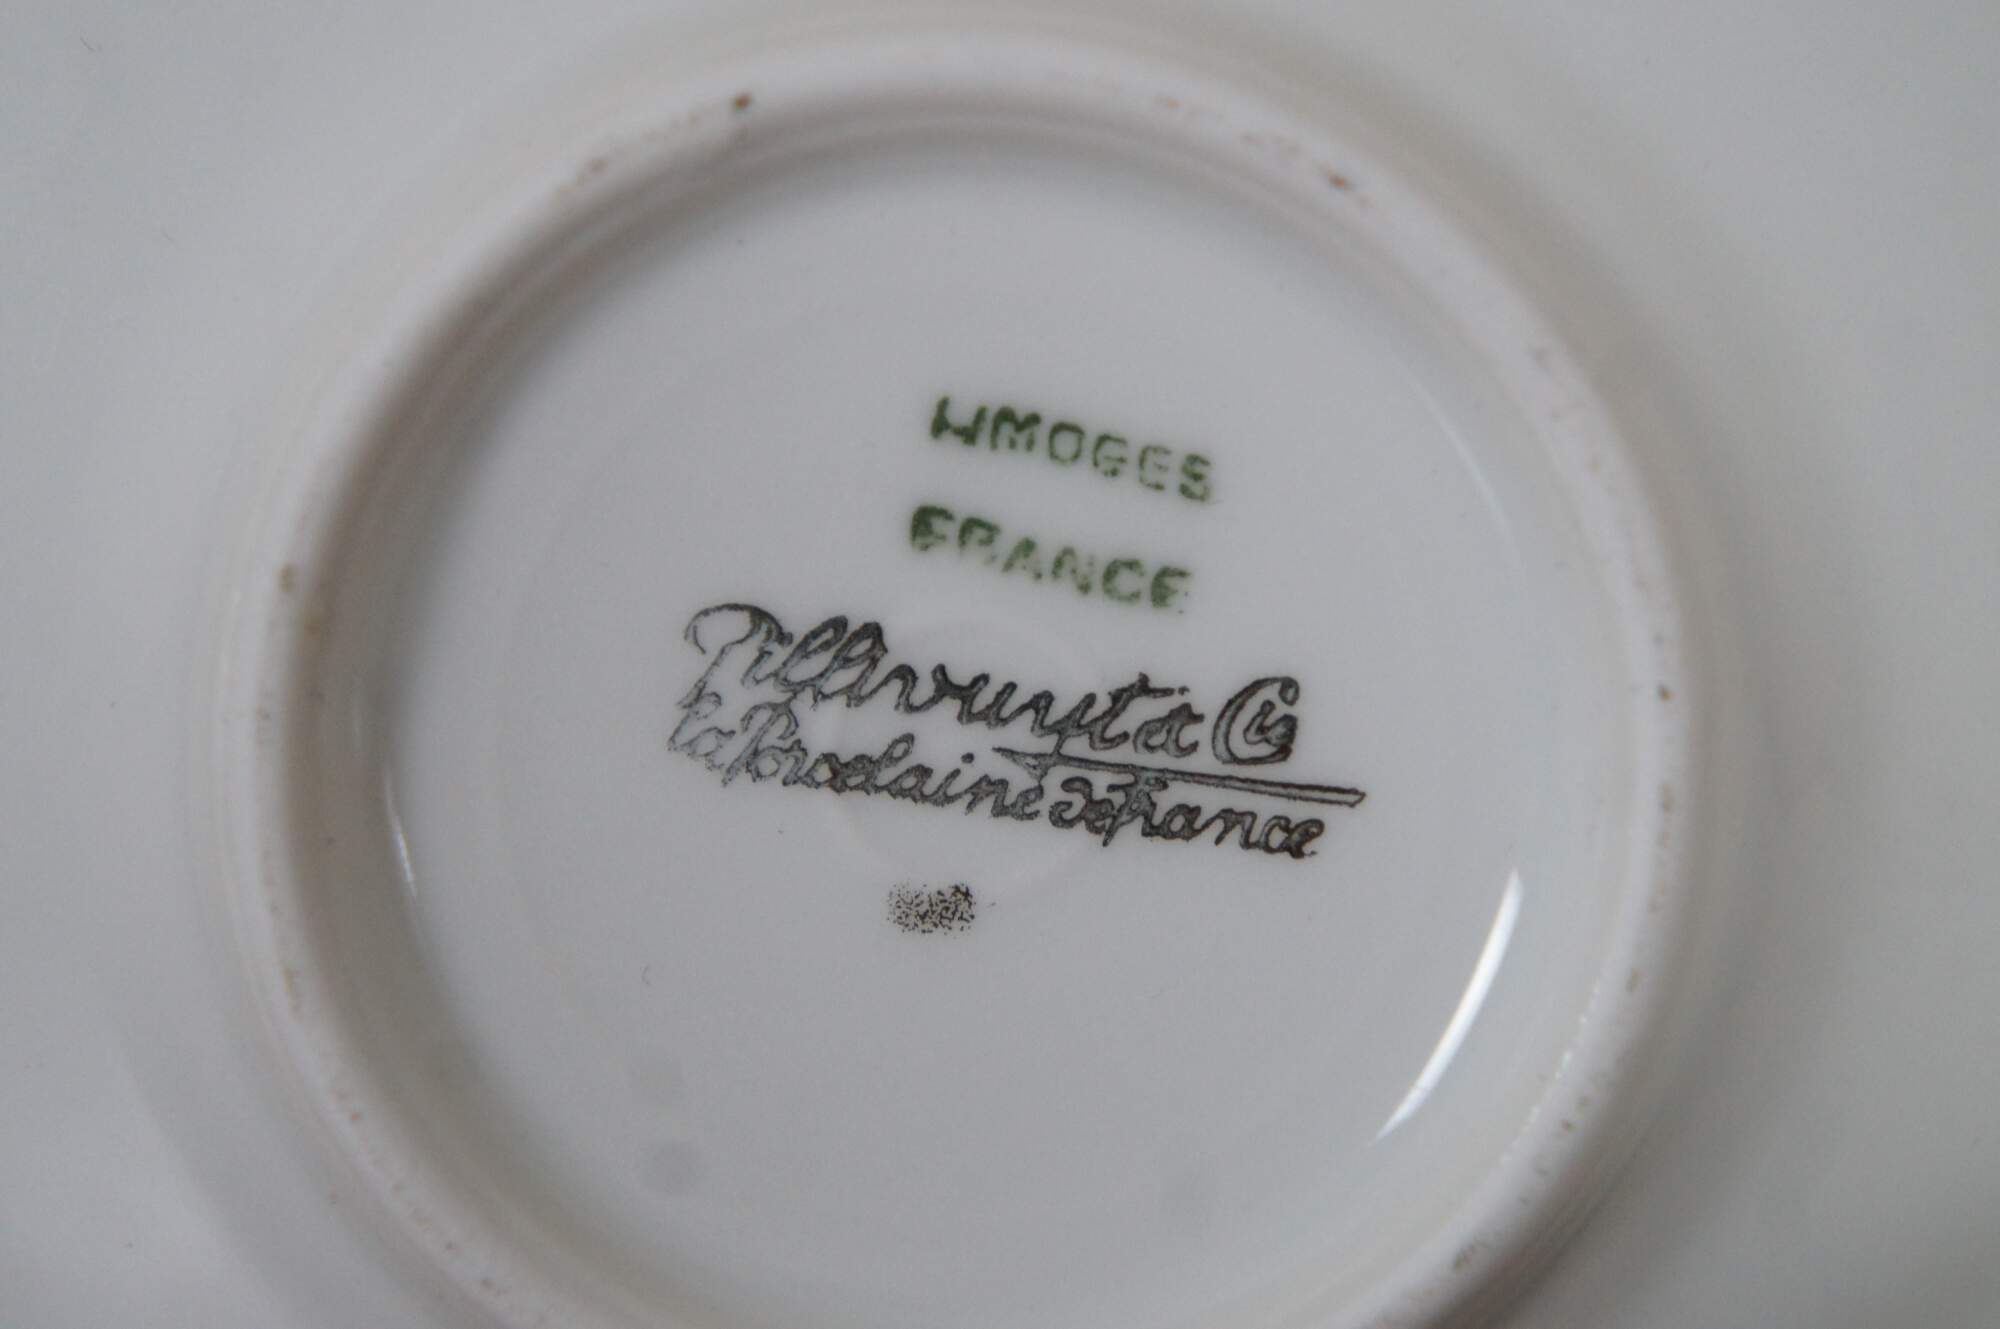 LIMOGES
FRANCE
Pillivuyt & Cie
la Porcelaine de France